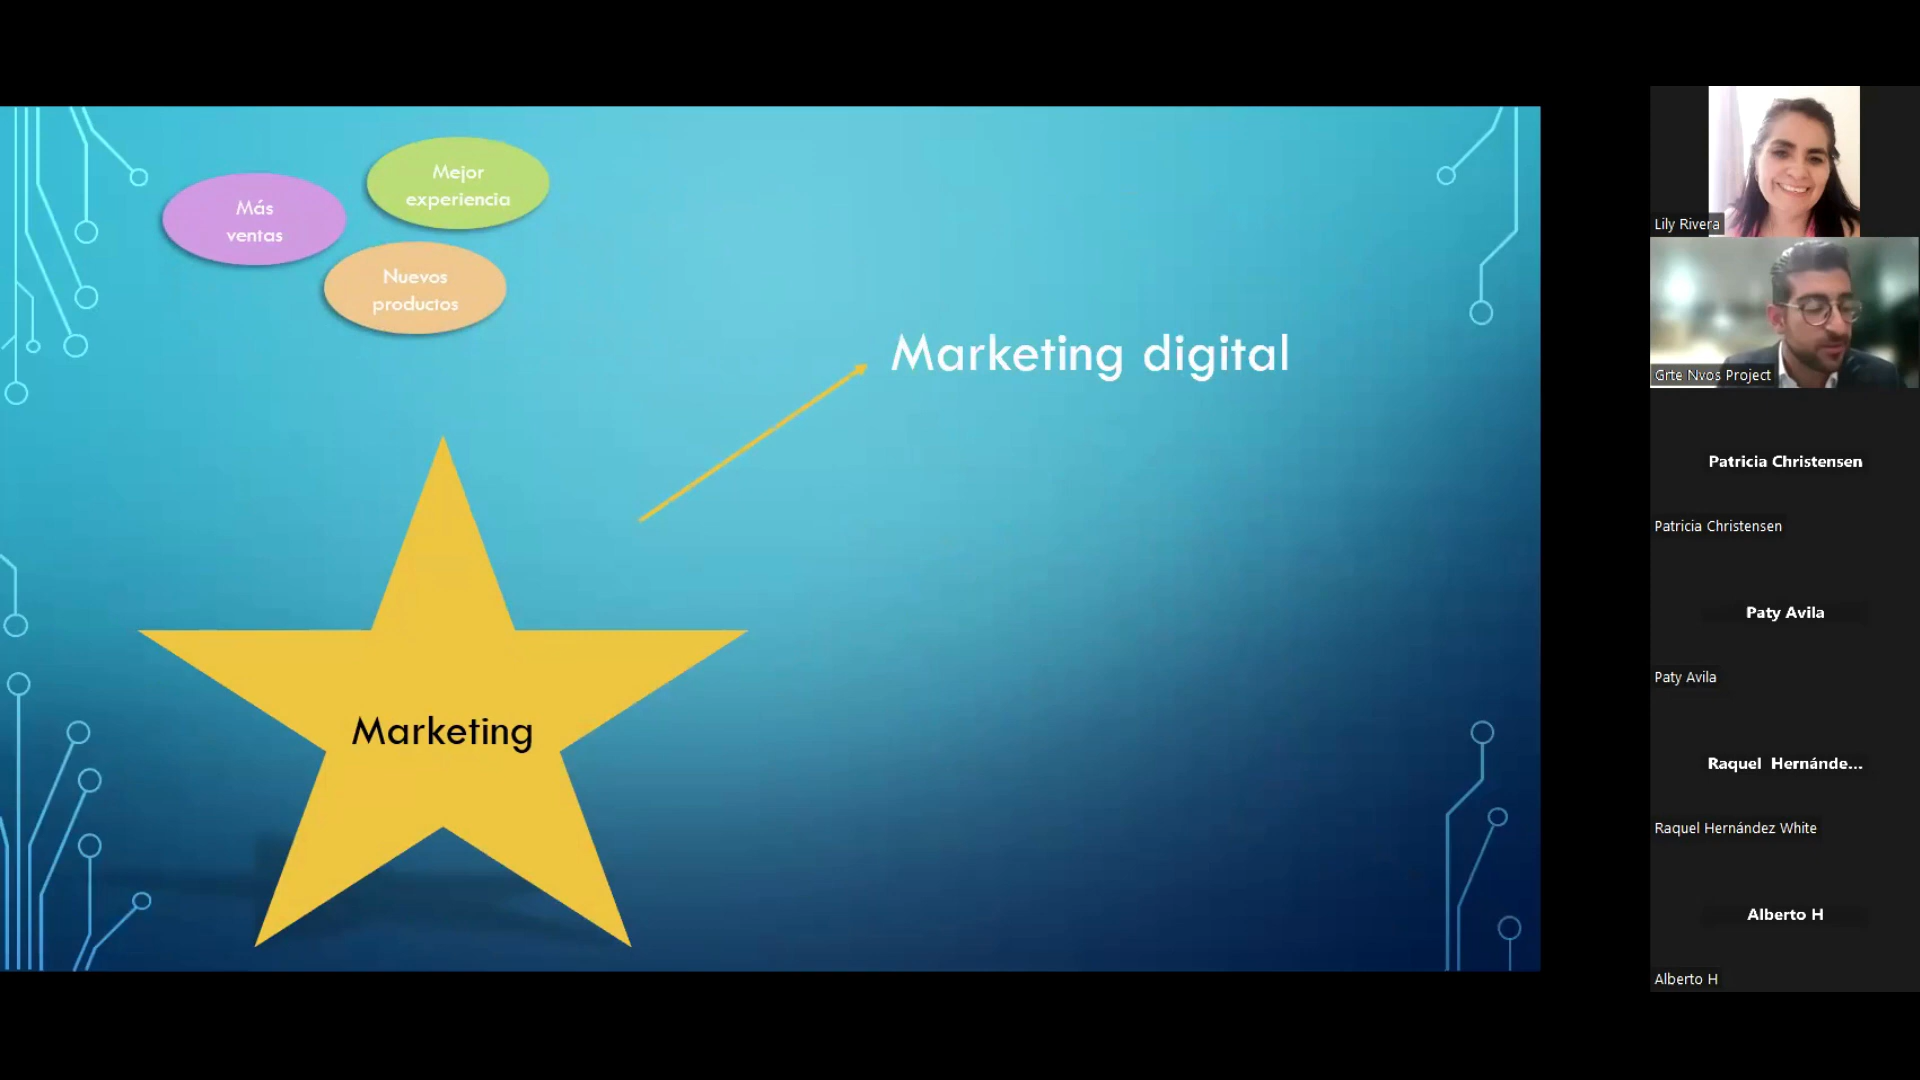 Más
ventas
Mejor
experiencia
Nuevos
productos
Marketing digital
Marketing
Lily Rivera
Grte Nvos Project
Patricia Christensen
Patricia Christensen
Paty Avila
Paty Avila
Raquel Hernánde...
Raquel Hernández White
Alberto H
Alberto H